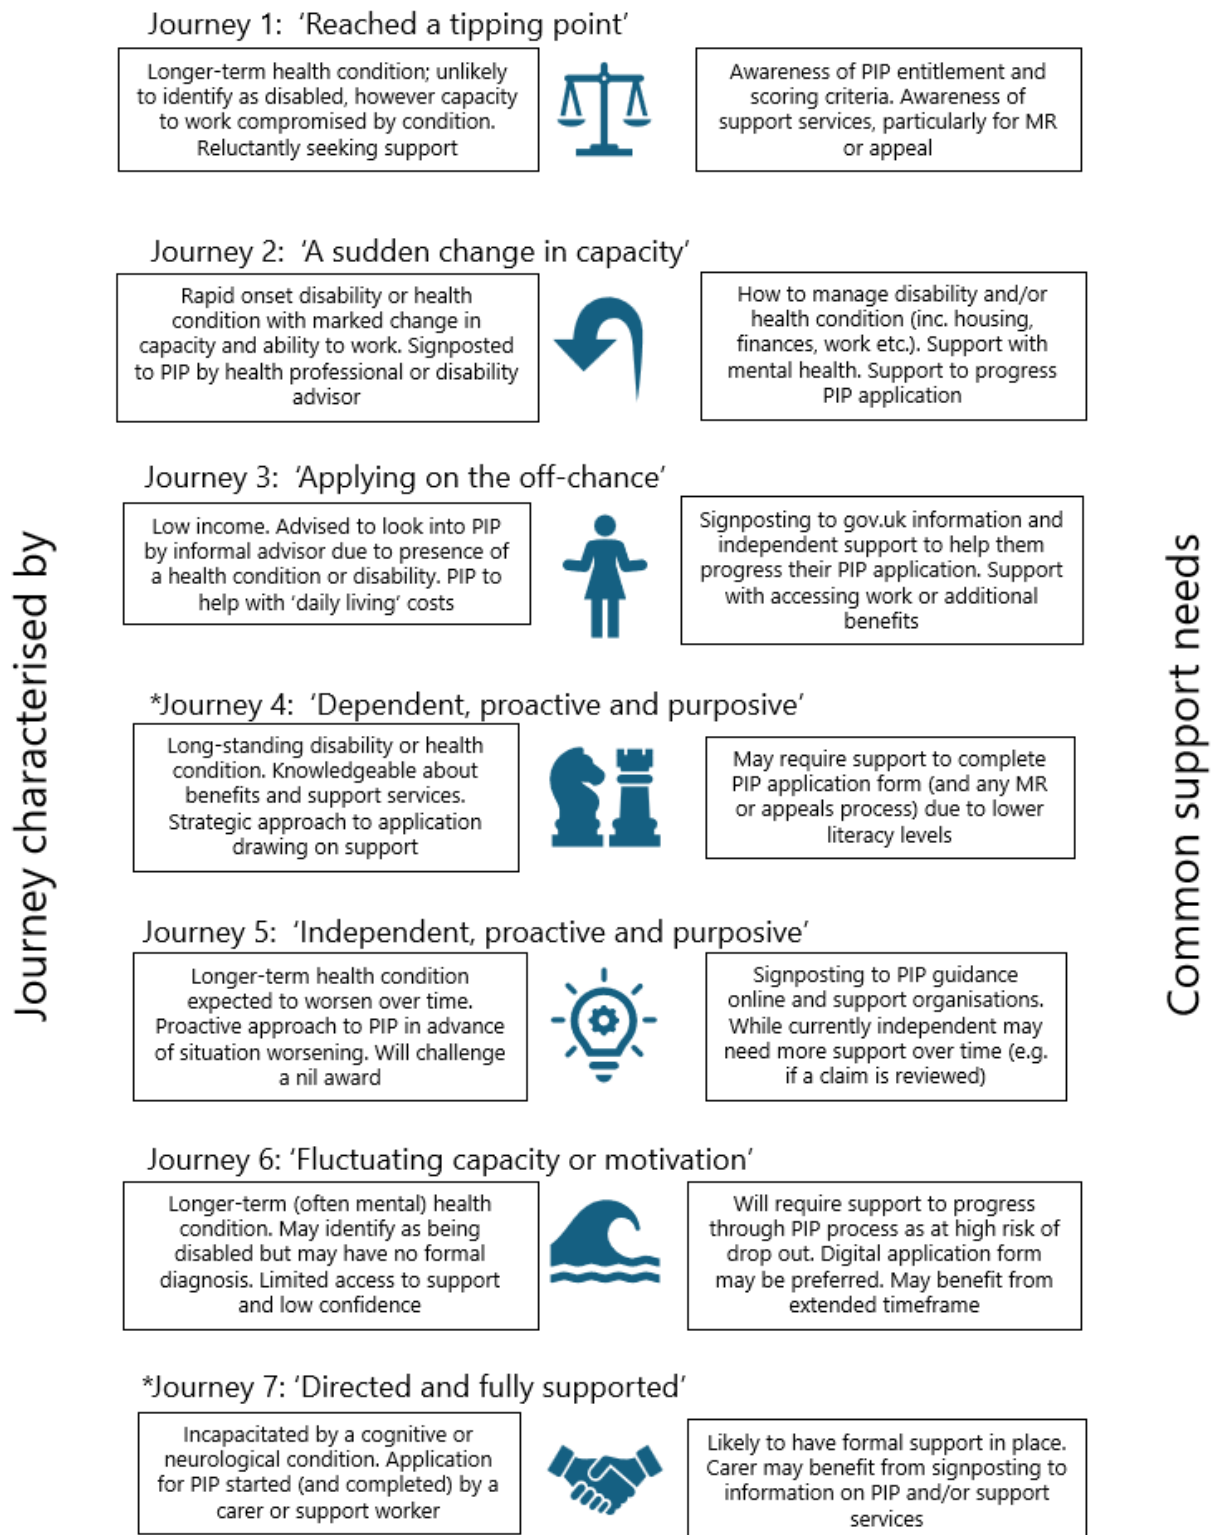 Journey 1:  ‘Reached a tipping point’
Longer-term health condition; unlikely
to identify as disabled, however capacity
to work compromised by condition.
Reluctantly seeking support
Awareness of PIP entitlement and
scoring criteria. Awareness of
support services, particularly for MR
or appeal
Journey 2:  ‘A sudden change in capacity’
Rapid onset disability or health
condition with marked change in
capacity and ability to work. Signposted
to PIP by health professional or disability
advisor
How to manage disability and/or
health condition (inc. housing,
finances, work etc.). Support with
mental health. Support to progress
PIP application
Journey 3:  ‘Applying on the off-chance’
Low income. Advised to look into PIP
by informal advisor due to presence of
a health condition or disability. PIP to
help with ‘daily living’ costs
Signposting to gov.uk information and
independent support to help them
progress their PIP application. Support
with accessing work or additional
benefits
Journey characterised by
Common support needs
*Journey 4:  ‘Dependent, proactive and purposive’
Long-standing disability or health
condition. Knowledgeable about
benefits and support services.
Strategic approach to application
drawing on support
May require support to complete
PIP application form (and any MR
or appeals process) due to lower
literacy levels
Journey 5:  ‘Independent, proactive and purposive’
Longer-term health condition
expected to worsen over time.
Proactive approach to PIP in advance
of situation worsening. Will challenge
a nil award
Signposting to PIP guidance
online and support organisations.
While currently independent may
need more support over time (e.g.
if a claim is reviewed)
Journey 6: ‘Fluctuating capacity or motivation’
Longer-term (often mental) health
condition. May identify as being
disabled but may have no formal
diagnosis. Limited access to support
and low confidence
Will require support to progress
through PIP process as at high risk of
drop out. Digital application form
may be preferred. May benefit from
extended timeframe
*Journey 7: ‘Directed and fully supported’
Incapacitated by a cognitive or
neurological condition. Application
for PIP started (and completed) by a
carer or support worker
Likely to have formal support in place.
Carer may benefit from signposting to
information on PIP and/or support
services